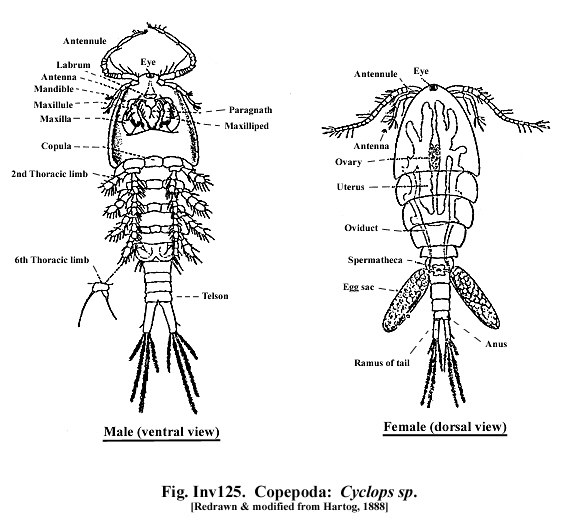 Antennule
Labrum
Eye
Antenna
Mandible
Maxillule
Maxilla
Paragnath
Maxilliped
Copula
2nd Thoracic limb
6th Thoracic limb
Telson
Male (ventral view)
Eye
Antennule
Antenna
Ovary
Uterus
Oviduct
Spermatheca
Egg sac
Anus
Ramus of tail
Female (dorsal view)
Fig. Inv125. Copepoda: Cyclops sp.
[Redrawn & modified from Hartog, 1888]